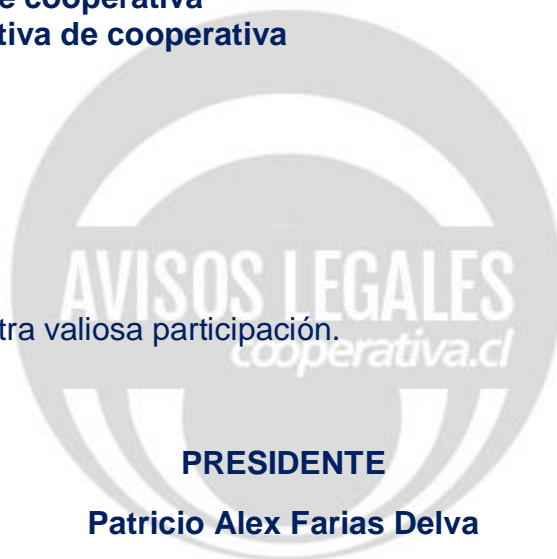 e cooperativa
tiva de cooperativa
AVISOS LEGALES
tra valiosa participación.
cooperativa.cl
PRESIDENTE
Patricio Alex Farias Delva